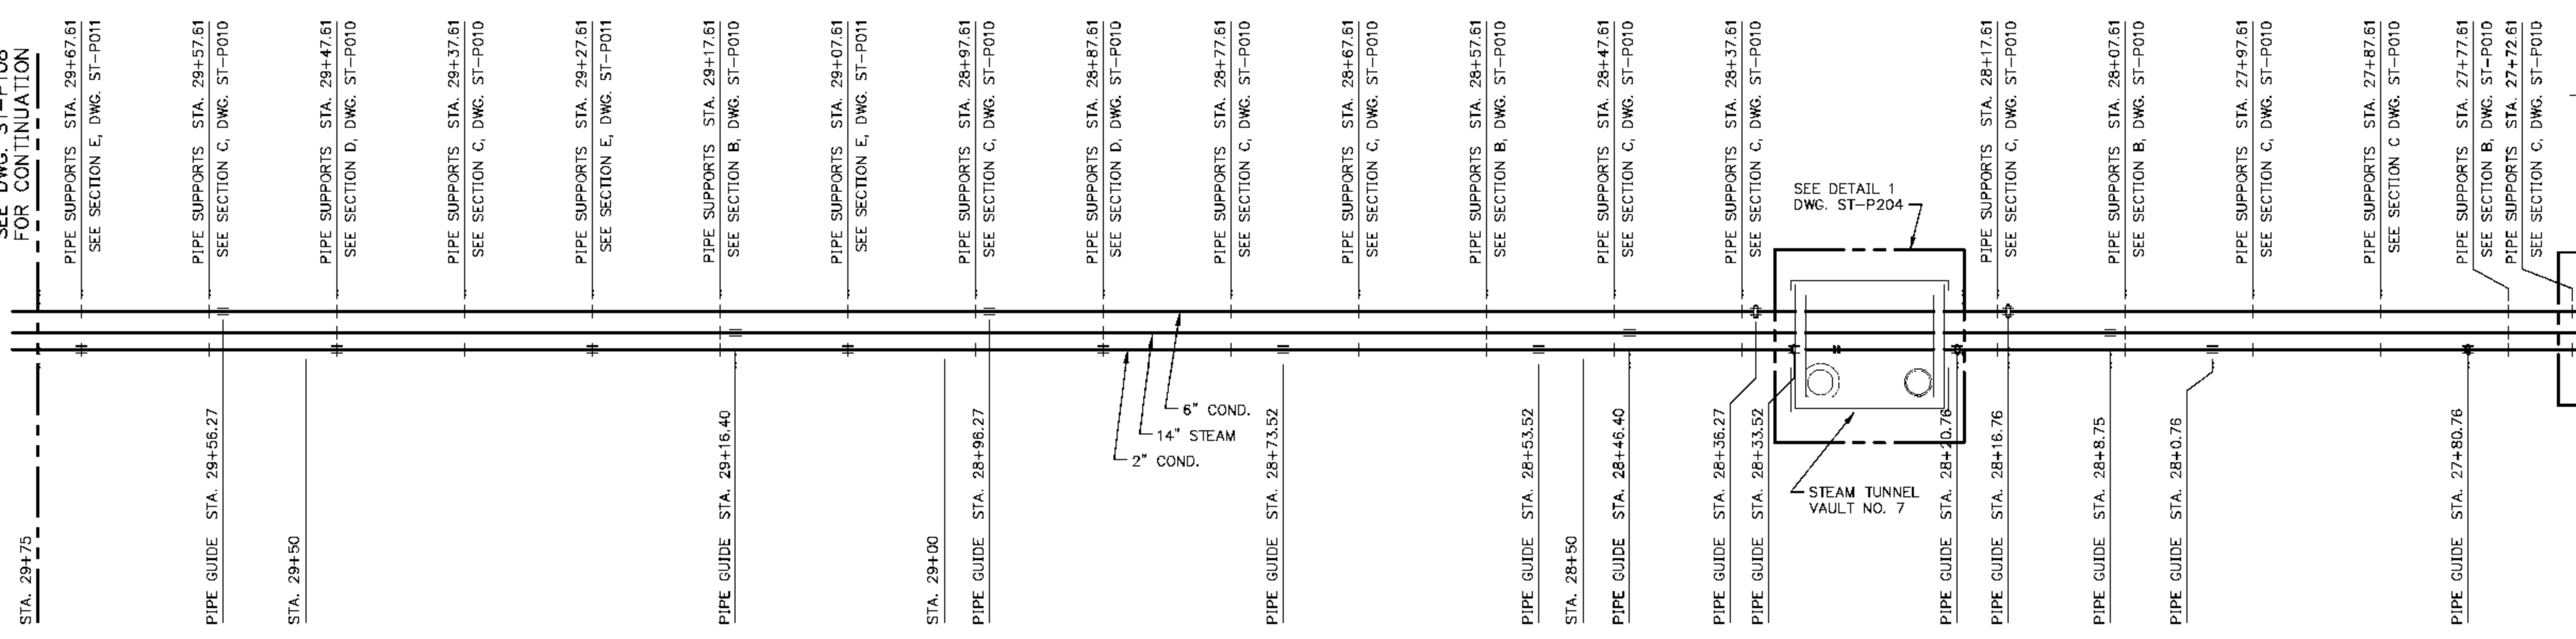 FOR CONTINUATION
PIPE SUPPORTS STA. 29+67.61
SEE SECTION E, DWG. ST-P011
PIPE SUPPORTS STA. 29+57.61
SEE SECTION C, DWG. ST-P010
PIPE SUPPORTS STA. 29+47.61
SEE SECTION D, DWG. ST-P010
PIPE SUPPORTS STA. 29+37.61
SEE SECTION C, DWG. ST-P010
PIPE SUPPORTS STA. 29+27.61
SEE SECTION E, DWG. ST-P011
PIPE SUPPORTS STA. 29+17.61
SEE SECTION B, DWG. ST-P010
PIPE SUPPORTS STA. 29+07.61
SEE SECTION E, DWG. ST-P011
PIPE SUPPORTS STA. 28+97.61
SEE SECTION C, DWG. ST-P010
PIPE SUPPORTS STA. 28+87.61
SEE SECTION D, DWG. ST-P010
PIPE SUPPORTS STA. 28+77.61
SEE SECTION C, DWG. ST-P010
PIPE SUPPORTS STA. 28+67.61
SEE SECTION C, DWG. ST-P010
PIPE SUPPORTS STA. 28+57.61
SEE SECTION B, DWG. ST-P010
PIPE SUPPORTS STA. 28+47.61
SEE SECTION C, DWG. ST-P010
PIPE SUPPORTS STA. 28+37.61
SEE SECTION C, DWG. ST-P010
SEE DETAIL 1
DWG. ST-P204
PIPE SUPPORTS STA. 28+17.61
SEE SECTION C, DWG. ST-P010
PIPE SUPPORTS STA. 28+07.61
SEE SECTION B, DWG. ST-P010
PIPE SUPPORTS STA. 27+97.61
SEE SECTION C, DWG. ST-P010
PIPE SUPPORTS STA. 27+87.61
SEE SECTION C DWG. ST-P010
PIPE SUPPORTS STA. 27+77.61
SEE SECTION B, DWG. ST-P010
PIPE SUPPORTS STA. 27+72.61
SEE SECTION C, DWG. ST-P010
6" COND.
14" STEAM
2" COND.
STEAM TUNNEL
VAULT NO. 7
STA. 29+75
PIPE GUIDE STA. 29+56.27
STA. 29+50
PIPE GUIDE STA. 29+16.40
STA. 29+00
PIPE GUIDE STA. 28+96.27
PIPE GUIDE STA. 28+73.52
PIPE GUIDE STA. 28+53.52
STA. 28+50
PIPE GUIDE STA. 28+46.40
PIPE GUIDE STA. 28+36.27
PIPE GUIDE STA. 28+33.52
PIPE GUIDE STA. 28+20.76
PIPE GUIDE STA. 28+16.76
PIPE GUIDE STA. 28+8.75
PIPE GUIDE STA. 28+0.76
PIPE GUIDE STA. 27+80.76